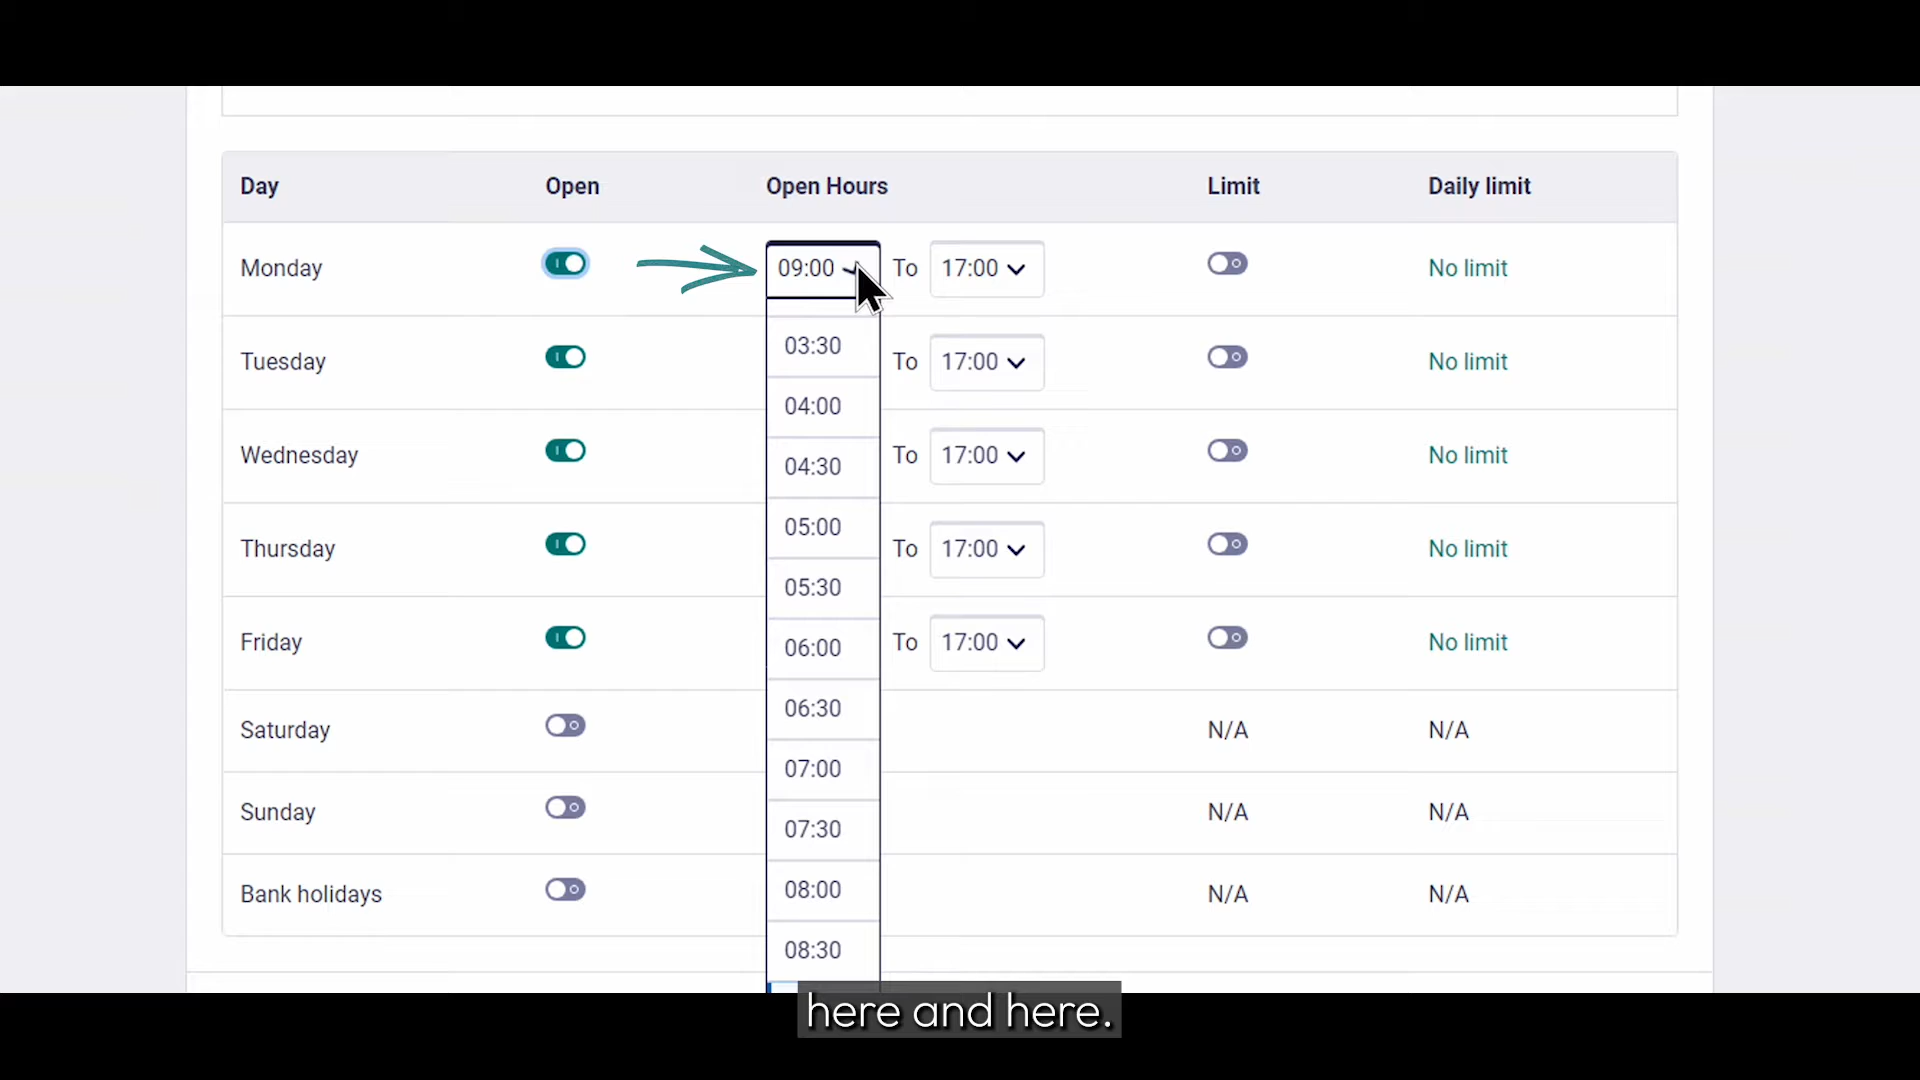 Day Open Open Hours Limit Daily limit
Monday 09:00 To 17:00 No limit
03:30
Tuesday To 17:00 No limit
04:00
Wednesday To 17:00 No limit
04:30
05:00
Thursday To 17:00 No limit
05:30
Friday To 17:00 No limit
06:00
06:30
Saturday N/A N/A
07:00
Sunday N/A N/A
07:30
Bank holidays N/A N/A
08:00
08:30
here and here.